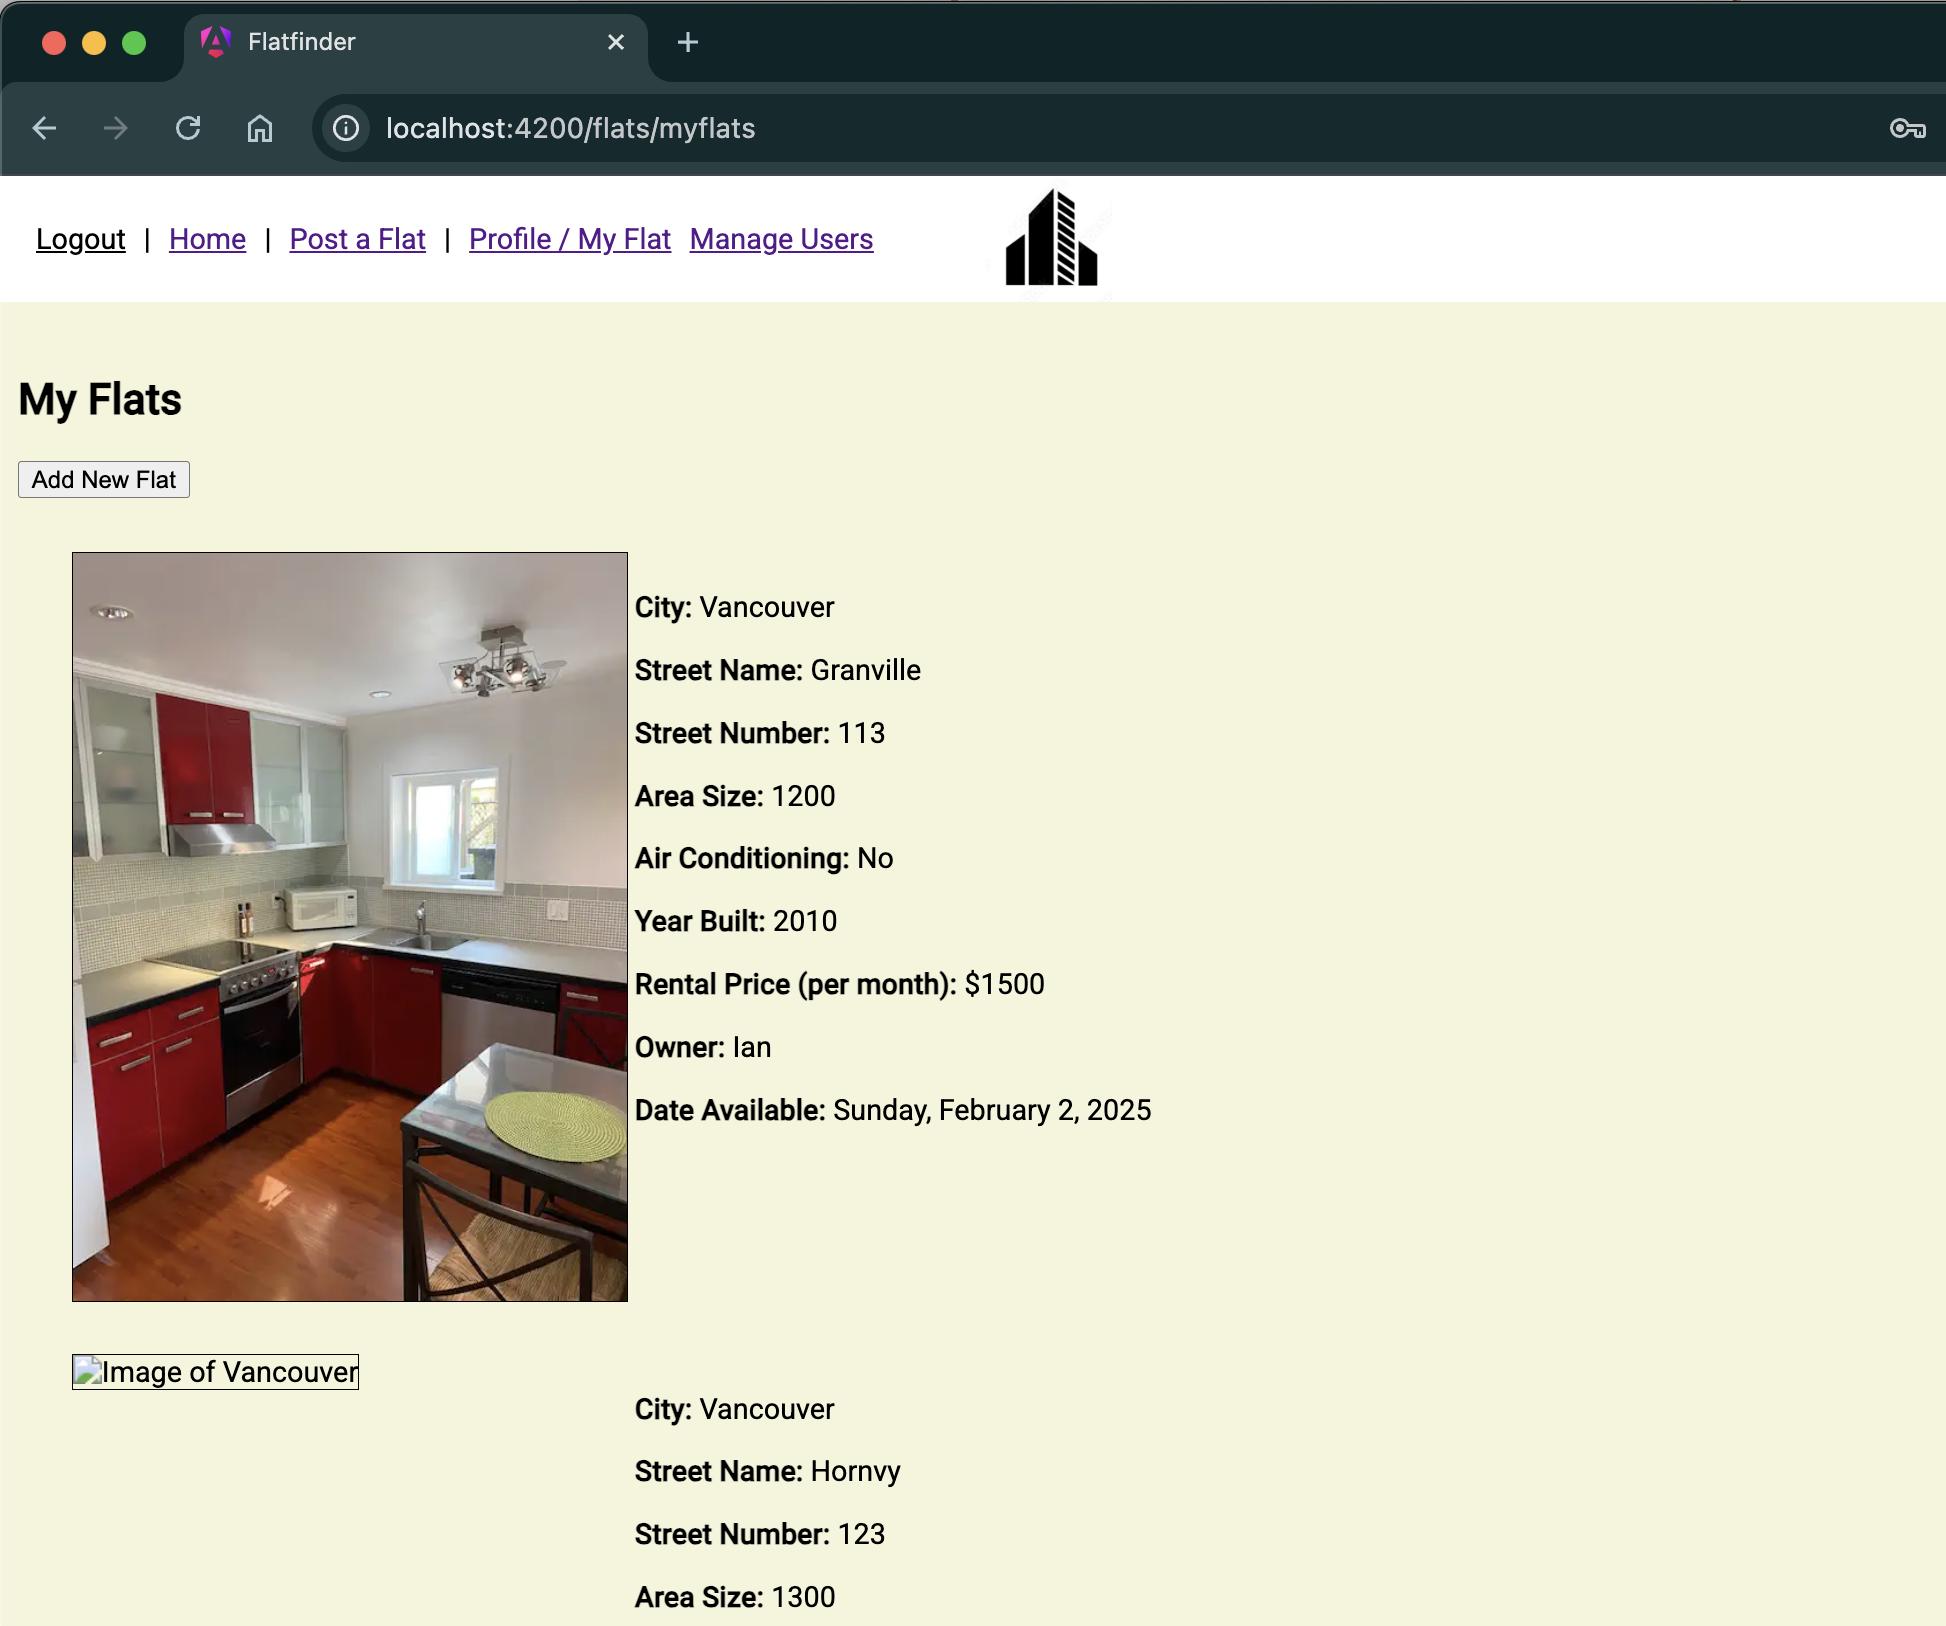 Flatfinder
localhost:4200/flats/myflats
Logout | Home | Post a Flat | Profile / My Flat Manage Users
My Flats
Add New Flat
City: Vancouver
Street Name: Granville
Street Number: 113
Area Size: 1200
Air Conditioning: No
Year Built: 2010
Rental Price (per month): $1500
Owner: Ian
Date Available: Sunday, February 2, 2025
Image of Vancouver
City: Vancouver
Street Name: Hornvy
Street Number: 123
Area Size: 1300